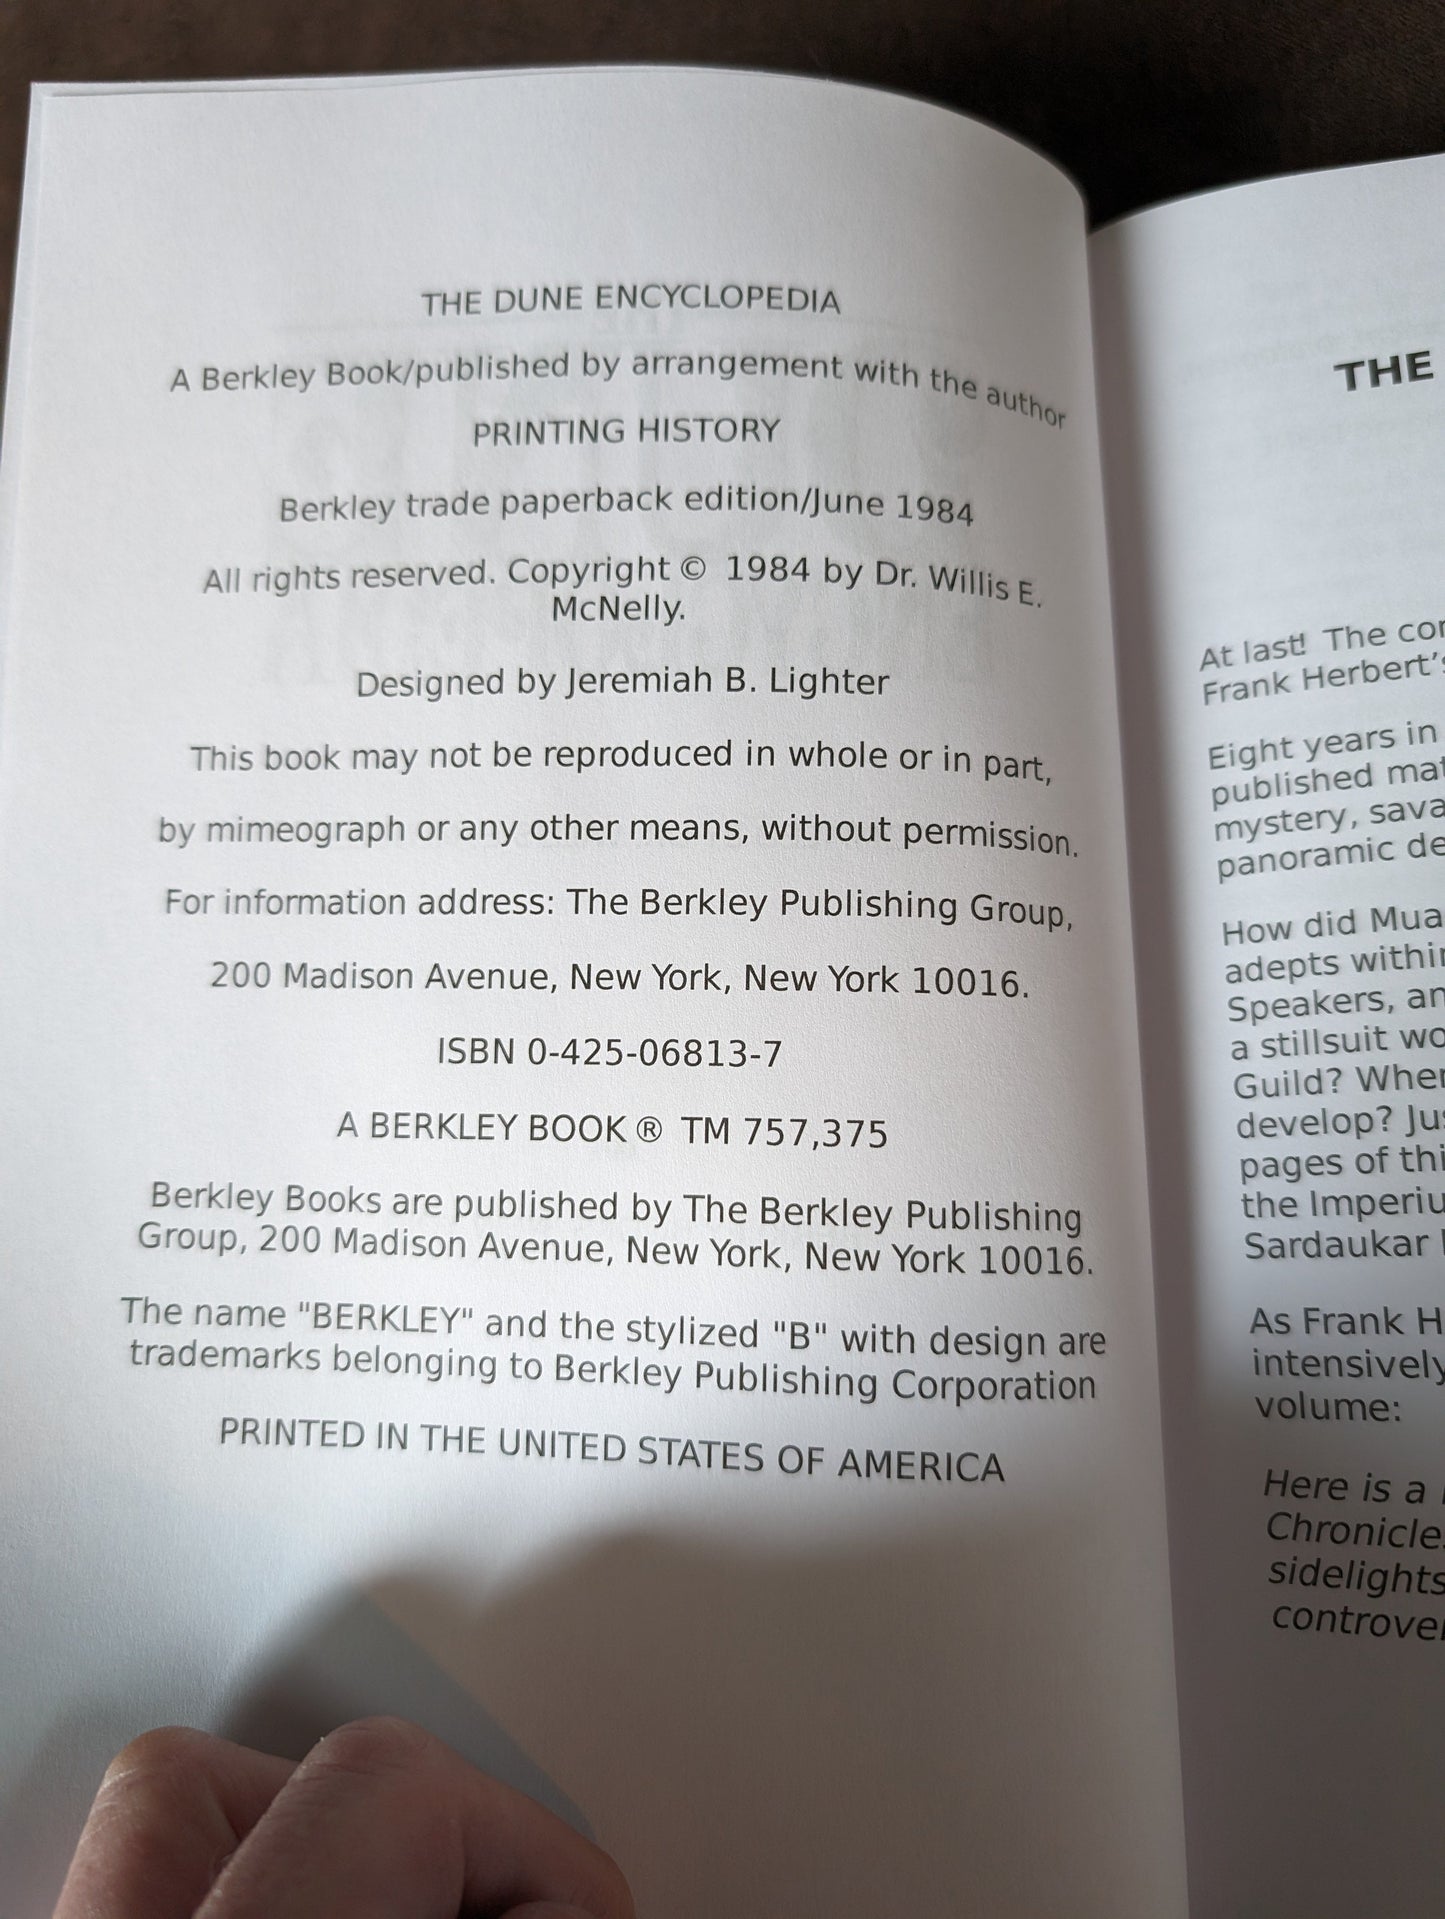 THE DUNE ENCYCLOPEDIA
A Berkley Book/published by arrangement with the author
PRINTING HISTORY
Berkley trade paperback edition/June 1984
All rights reserved. Copyright © 1984 by Dr. Willis E.
McNelly.
Designed by Jeremiah B. Lighter
This book may not be reproduced in whole or in part,
by mimeograph or any other means, without permission.
For information address: The Berkley Publishing Group,
200 Madison Avenue, New York, New York 10016.
ISBN 0-425-06813-7
A BERKLEY BOOK ® TM 757,375
Berkley Books are published by The Berkley Publishing
Group, 200 Madison Avenue, New York, New York 10016.
The name "BERKLEY" and the stylized "B" with design are
trademarks belonging to Berkley Publishing Corporation
PRINTED IN THE UNITED STATES OF AMERICA
THE
At last! The
Frank Herbert's
Eight years in
published
mystery,
panoramic
How did
adepts
Speakers,
a stillsuit
Guild?
develop?
pages of
the
Sardaukar
As Frank
intensively
volume:
Here is a
sidelights